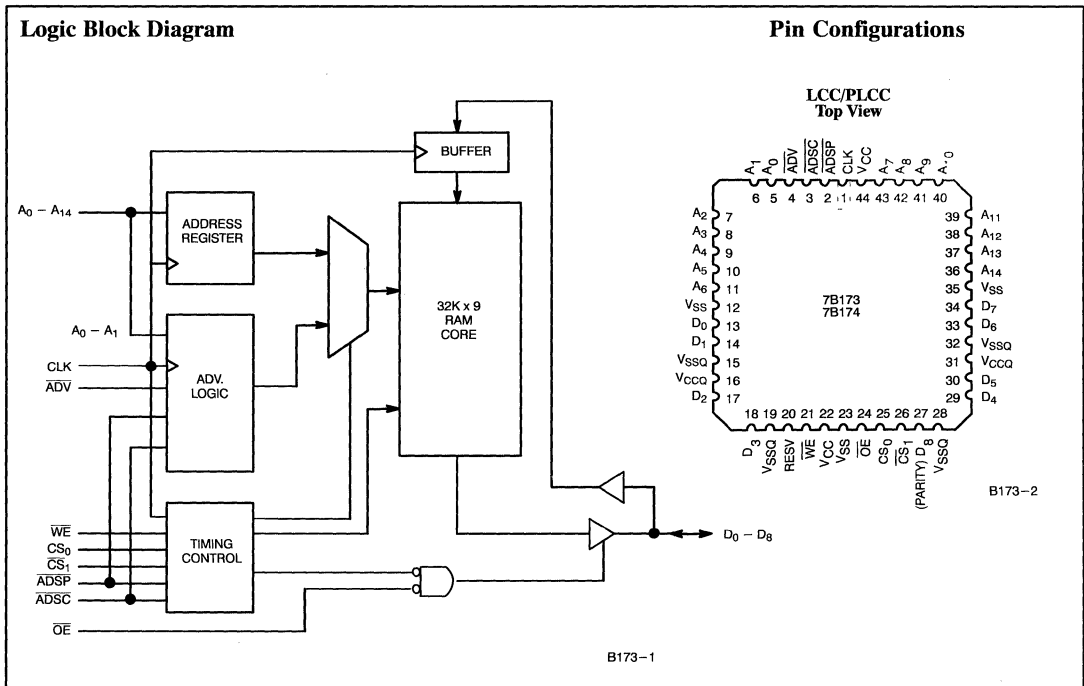 Logic Block Diagram
Pin Configurations
LCC/PLCC
Top View
BUFFER
A0 – A14
ADDRESS
REGISTER
A0 – A1
CLK
ADV
ADV.
LOGIC
32K x 9
RAM
CORE
WE
CS0
CS1
ADSP
ADSC
OE
TIMING
CONTROL
D0 – D8
B173–1
A1 A0 ADV ADSC ADSP CLK VCC A7 A8 A9
6 5 4 3 2 1 44 43 42 41 40
A2 7
A3 8
A4 9
A5 10
A6 11
VSS 12
D0 13
D1 14
VSSQ 15
VCCQ 16
D2 17
7B173
7B174
39 A11
38 A12
37 A13
36 A14
35 VSS
34 D7
33 D6
32 VSSQ
31 VCCQ
30 D5
29 D4
18 19 20 21 22 23 24 25 26 27 28
D3 VSSQ RESV WE VCC VSS OE CS0 CS1 (PARITY) D8 VSSQ
B173–2